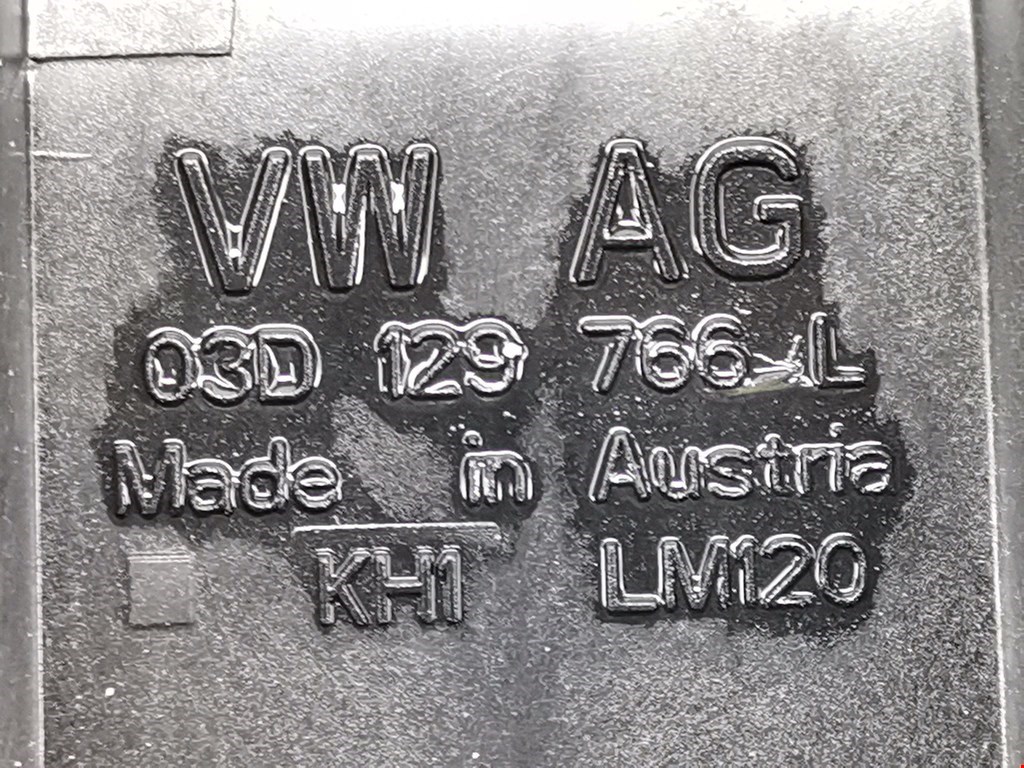 VW AG
03D 129 766 L
Made in Austria
KH1 LM120